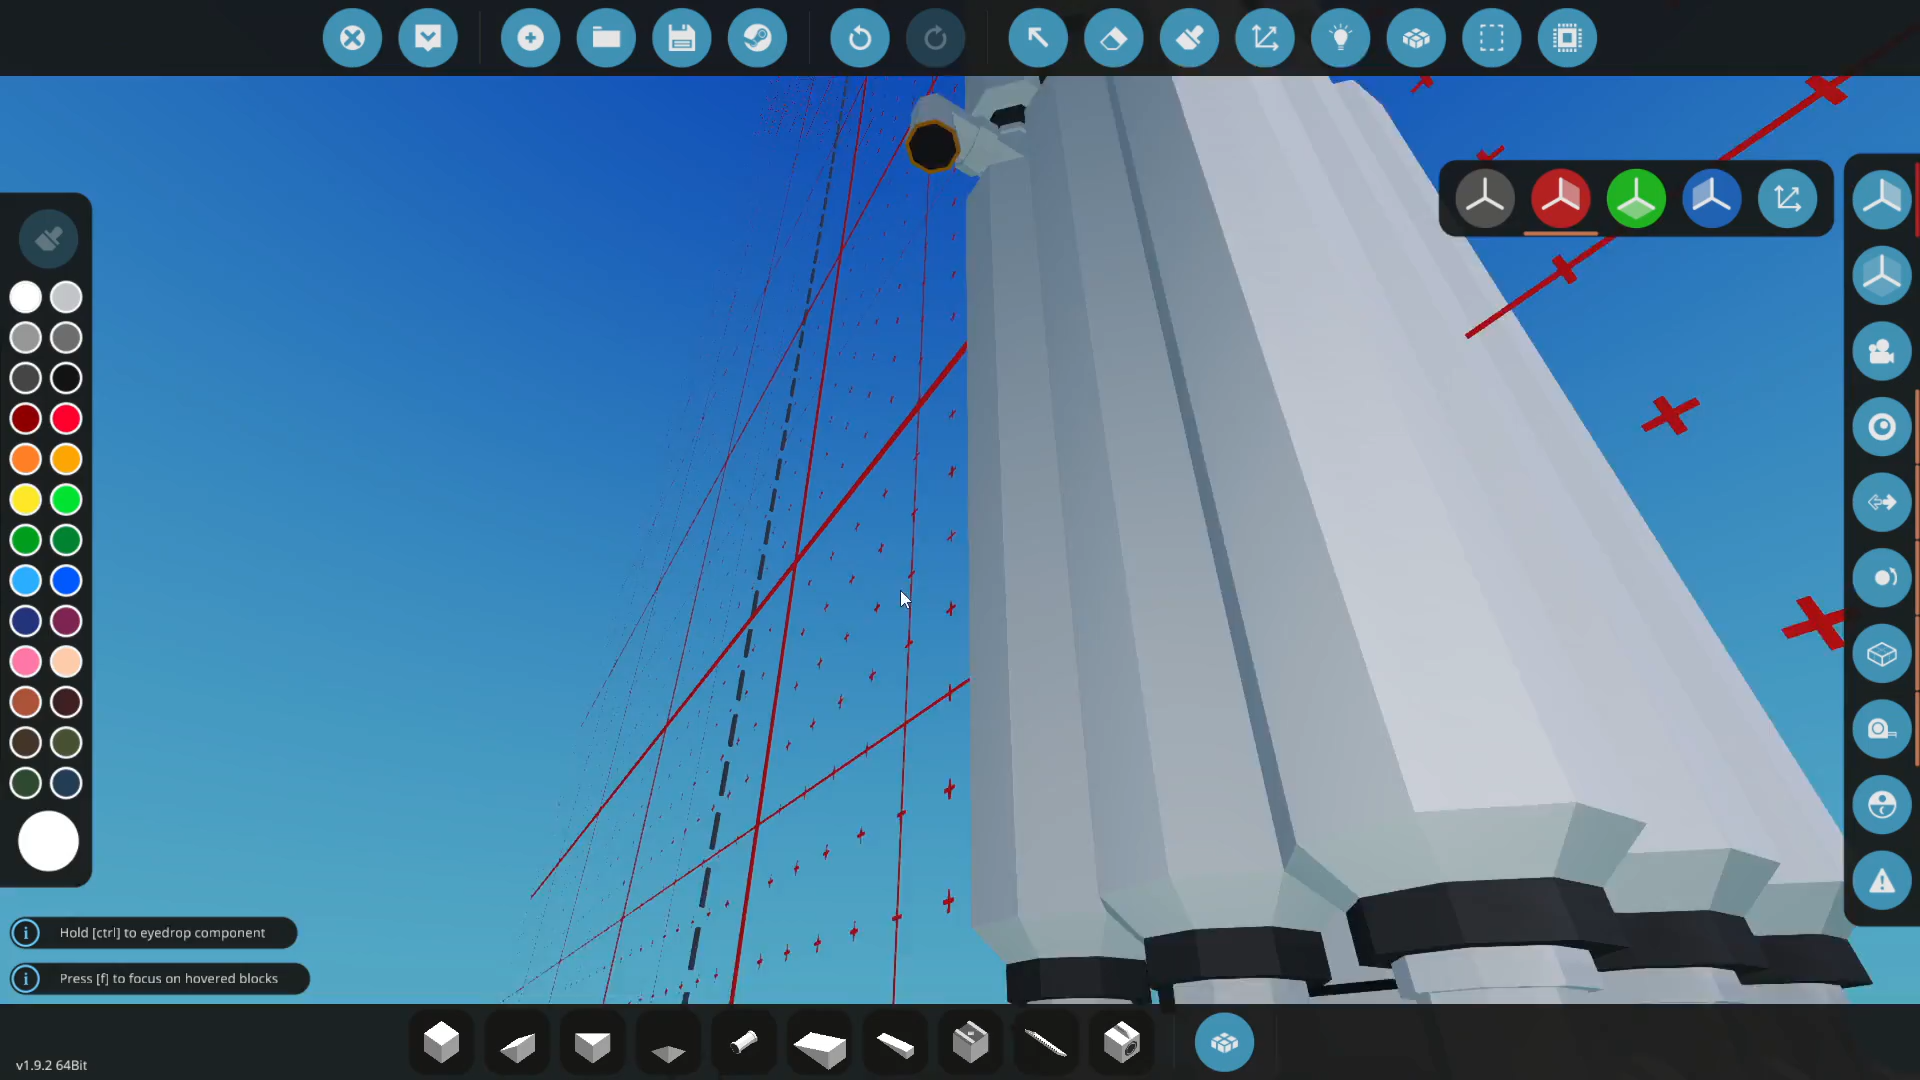 Hold [ctrl] to eyedrop component
Press [f] to focus on hovered blocks
v1.9.2 64Bit